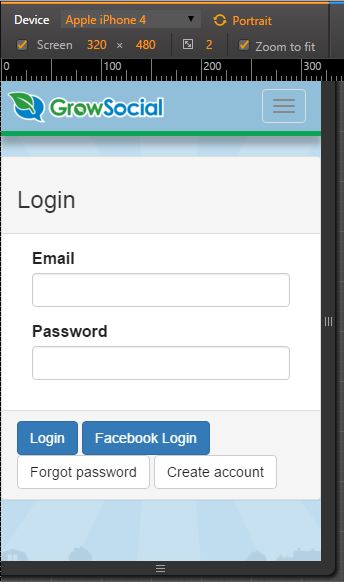 Device Apple iPhone 4 Portrait
Screen 320 × 480 2 Zoom to fit
0 100 200 300
GrowSocial
Login
Email
Password
Login Facebook Login
Forgot password Create account